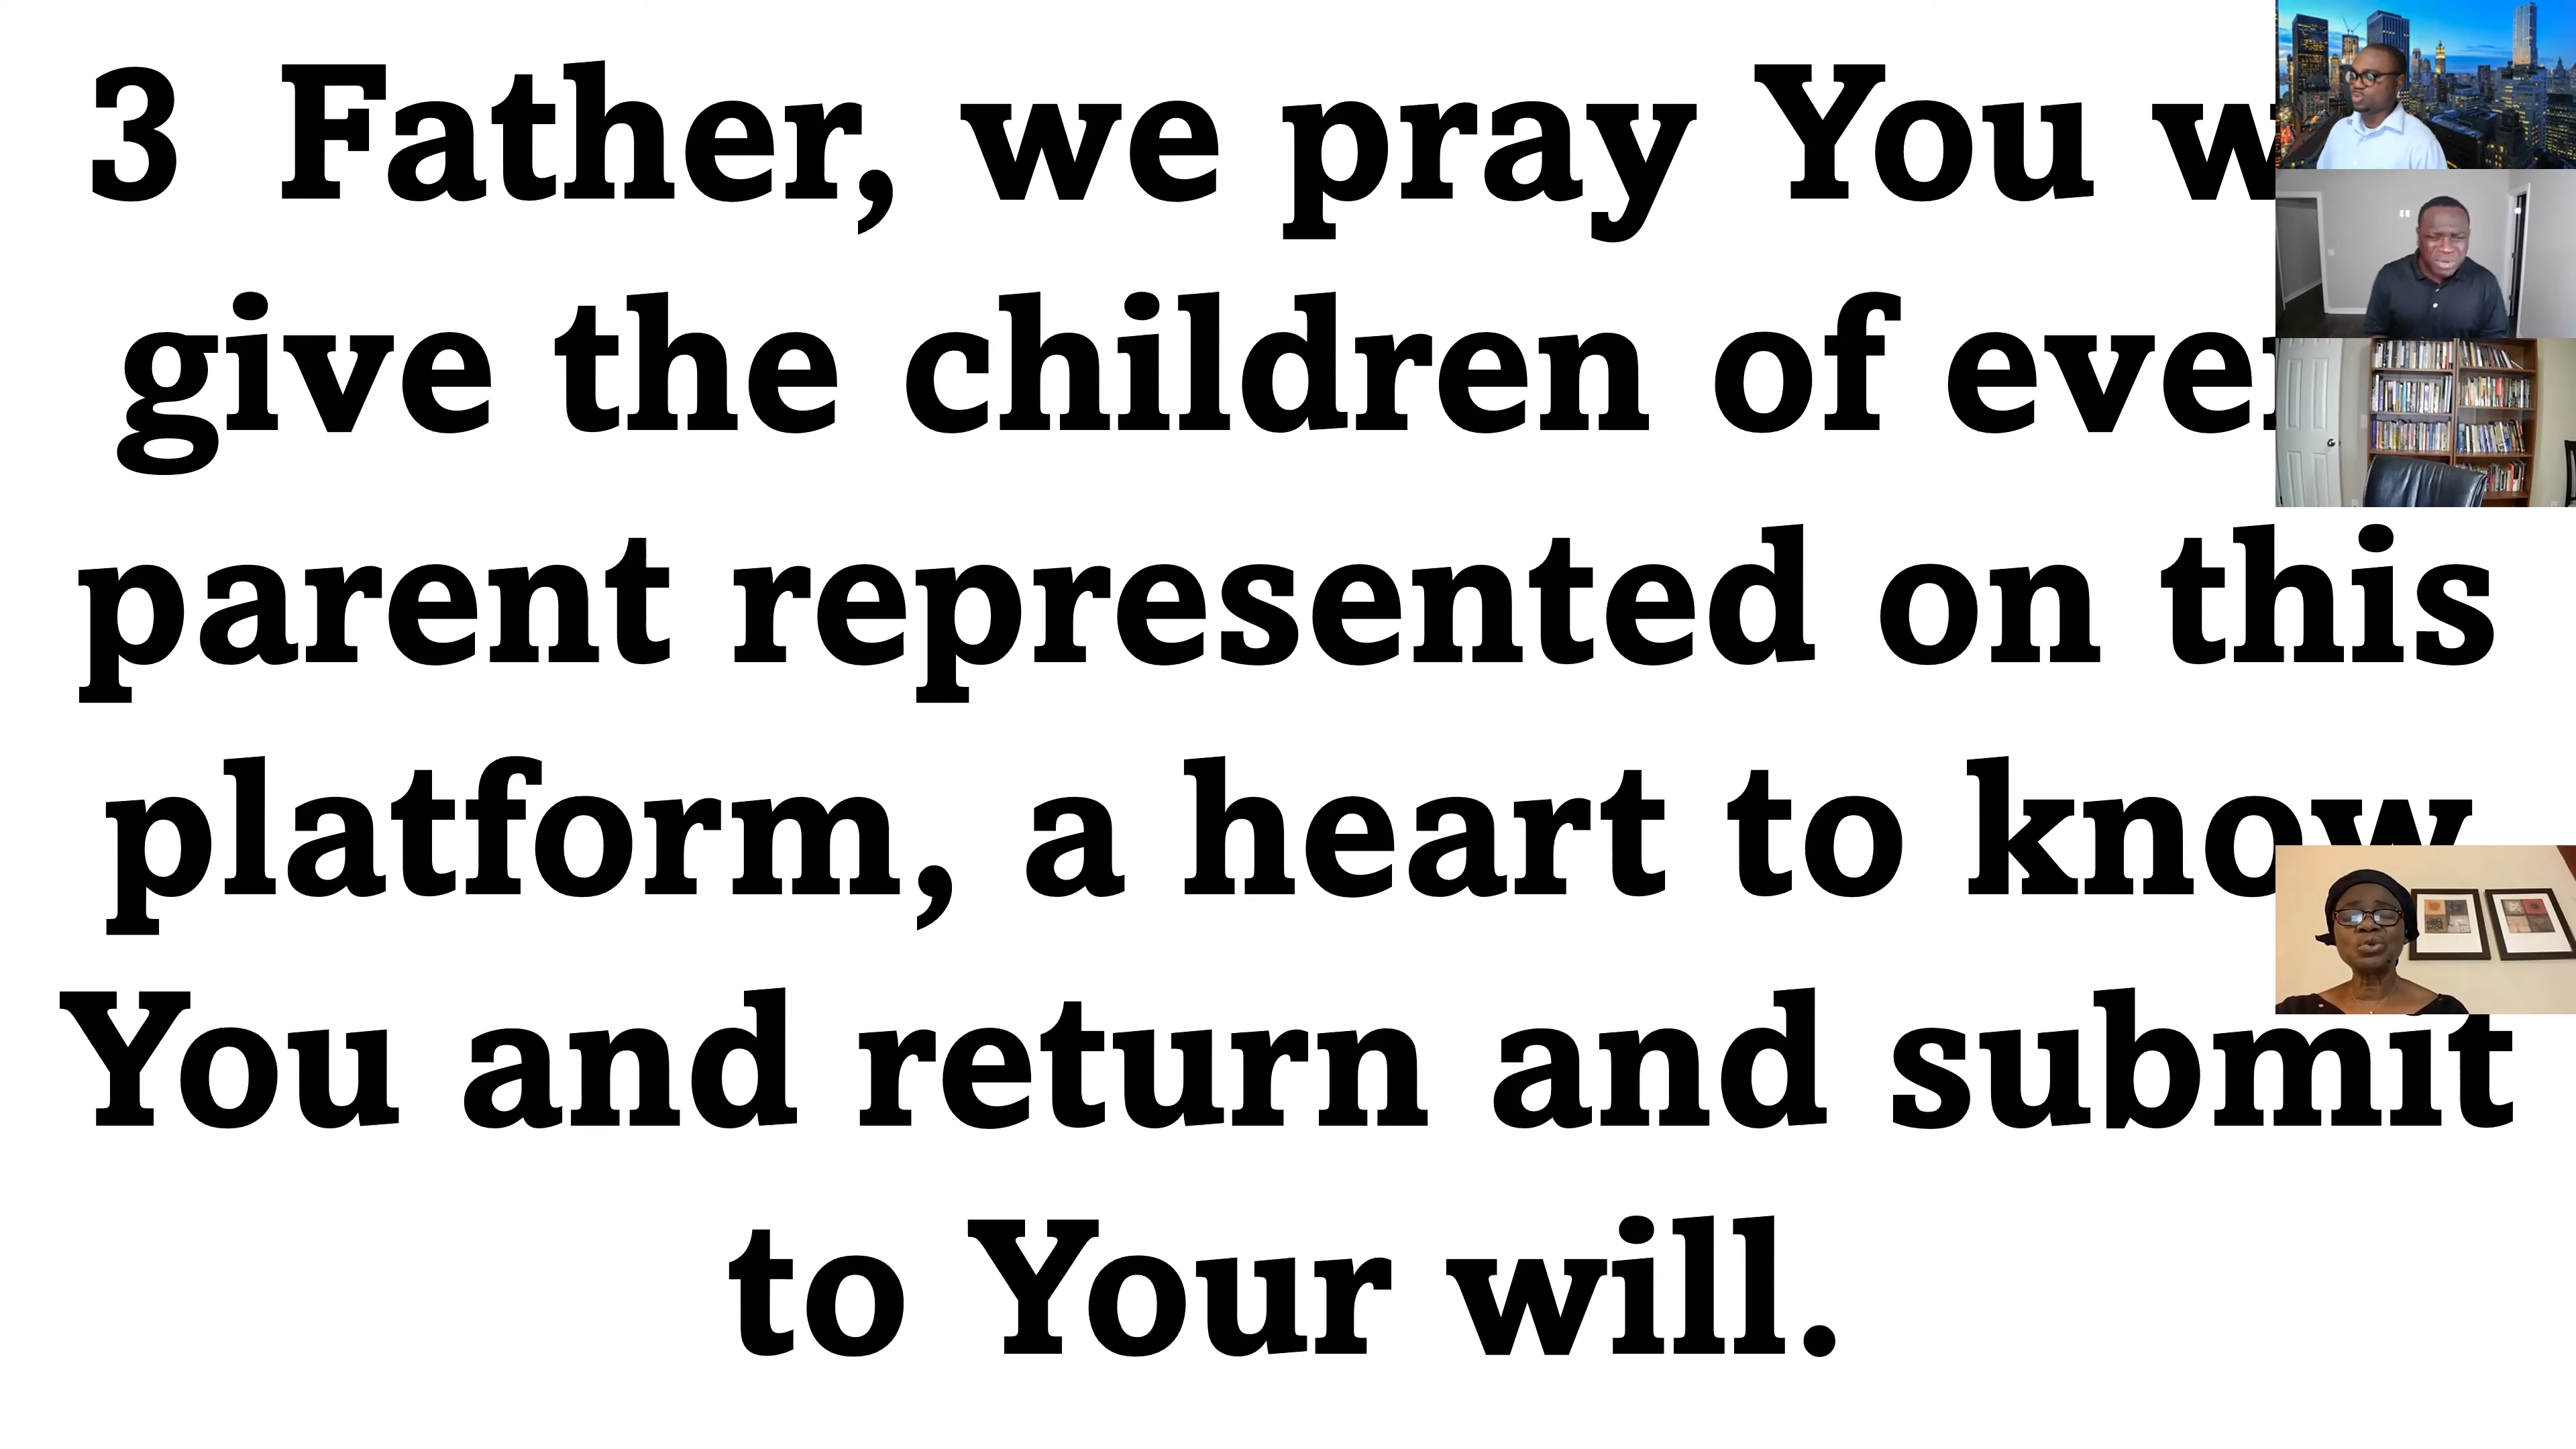 3 Father, we pray You
give the children of
parent represented on this
platform, a heart to know
You and return and submit
to Your will.